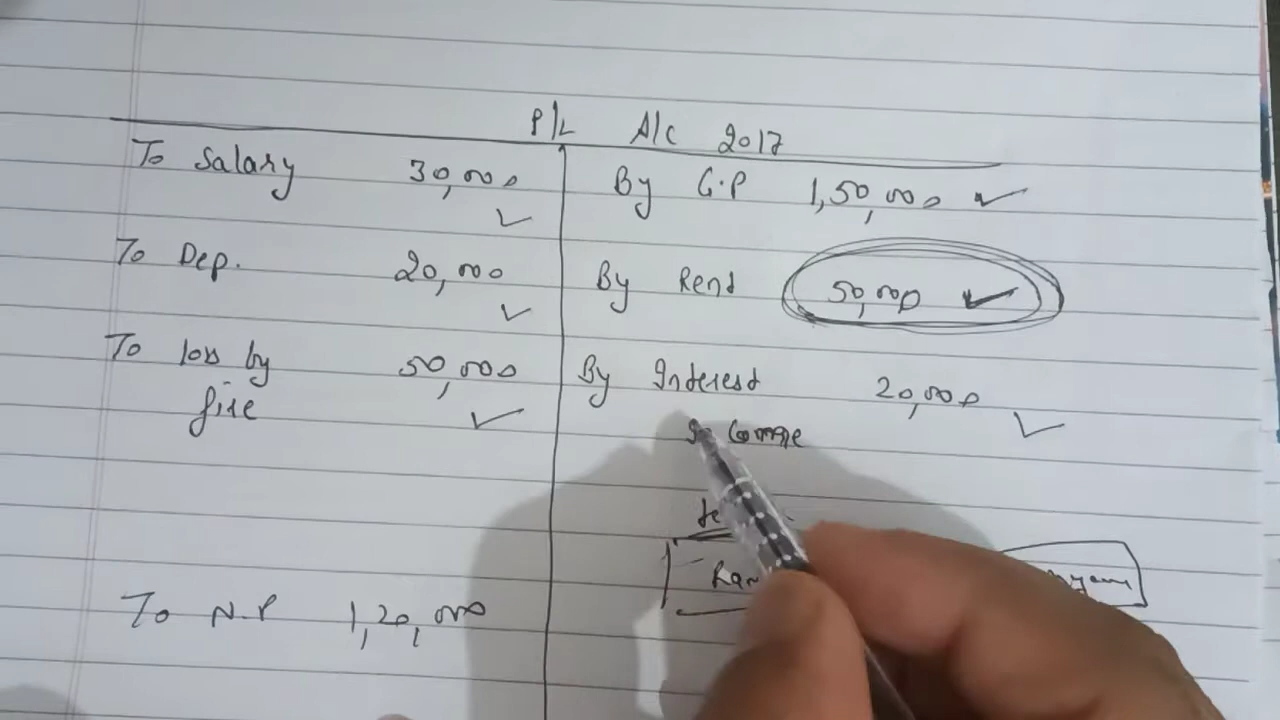 P/L A/c 2017
To Salary 30,000 By G.P 1,50,000
To Dep. 20,000 By Rend 50,000
To loss by 50,000 By Interest 20,000
fire
To N.P 1,20,000